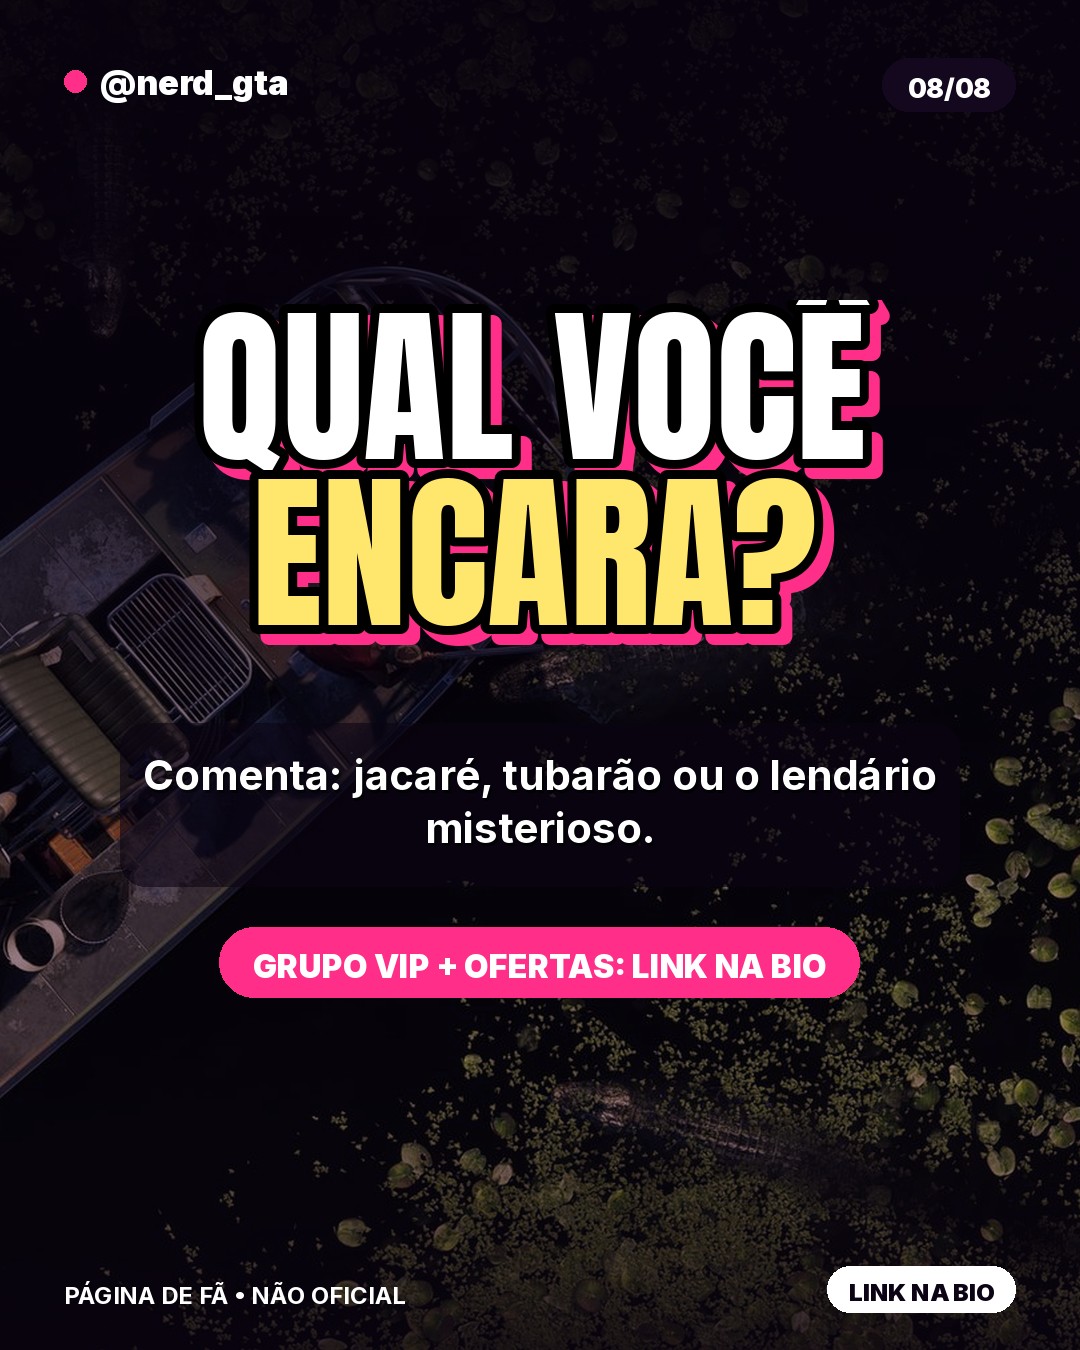 @nerd_gta
08/08
QUAL VOCÊ
ENCARA?
Comenta: jacaré, tubarão ou o lendário
misterioso.
GRUPO VIP + OFERTAS: LINK NA BIO
PÁGINA DE FÃ • NÃO OFICIAL
LINK NA BIO